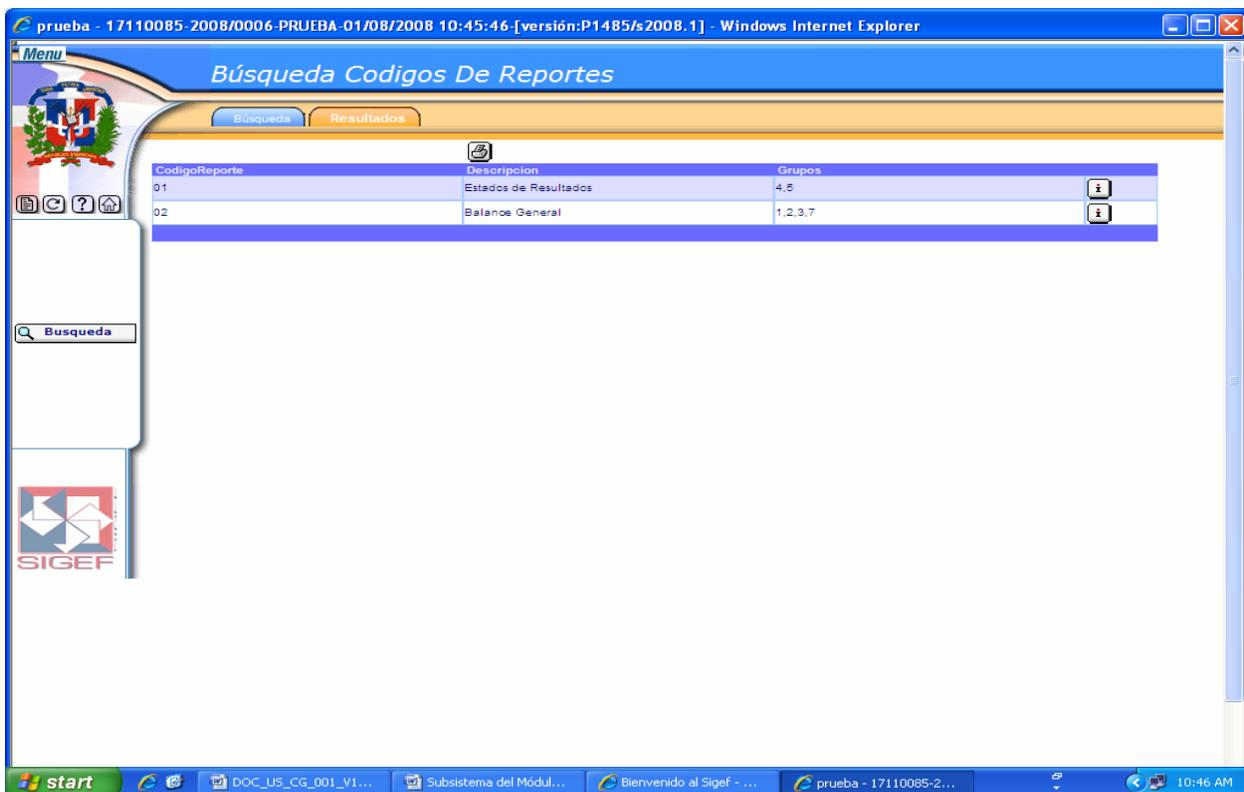 prueba - 17110085-2008/0006-PRUEBA-01/08/2008 10:45:46-[versión:P1485/s2008.1] - Windows Internet Explorer
Menu
Búsqueda Codigos De Reportes
Búsqueda Resultados
CodigoReporte Descripcion Grupos
01 Estados de Resultados 4,5
02 Balance General 1,2,3,7
Busqueda
SIGEF
start DOC_US_CG_001_V1... Subsistema del Módul... Bienvenido al Sigef - ... prueba - 17110085-2... 10:46 AM